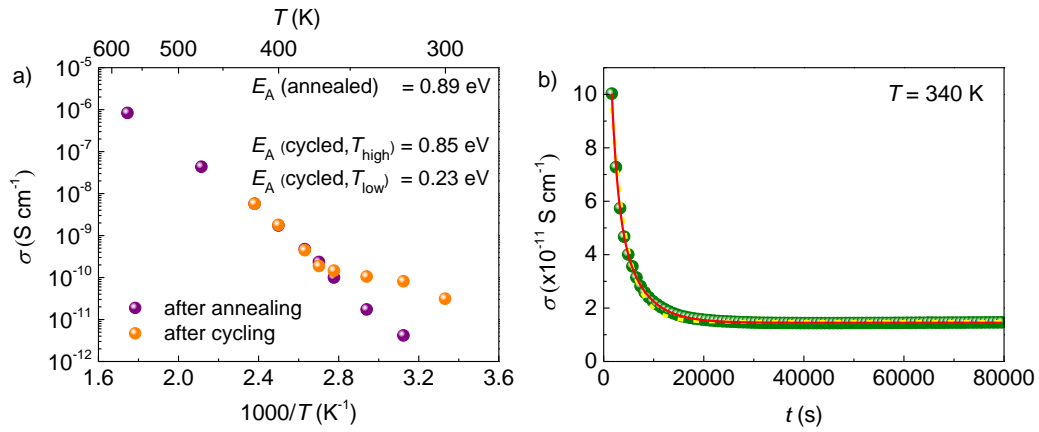 T (K)
600 500 400 300
a)
10⁻⁵
10⁻⁶
10⁻⁷
10⁻⁸
10⁻⁹
10⁻¹⁰
10⁻¹¹
10⁻¹²
σ (S cm⁻¹)
E_A (annealed) = 0.89 eV
E_A (cycled, T_high) = 0.85 eV
E_A (cycled, T_low) = 0.23 eV
after annealing
after cycling
1.6 2.0 2.4 2.8 3.2 3.6
1000/T (K⁻¹)
b)
T = 340 K
10
8
6
4
2
0
σ (x10⁻¹¹ S cm⁻¹)
0 20000 40000 60000 80000
t (s)